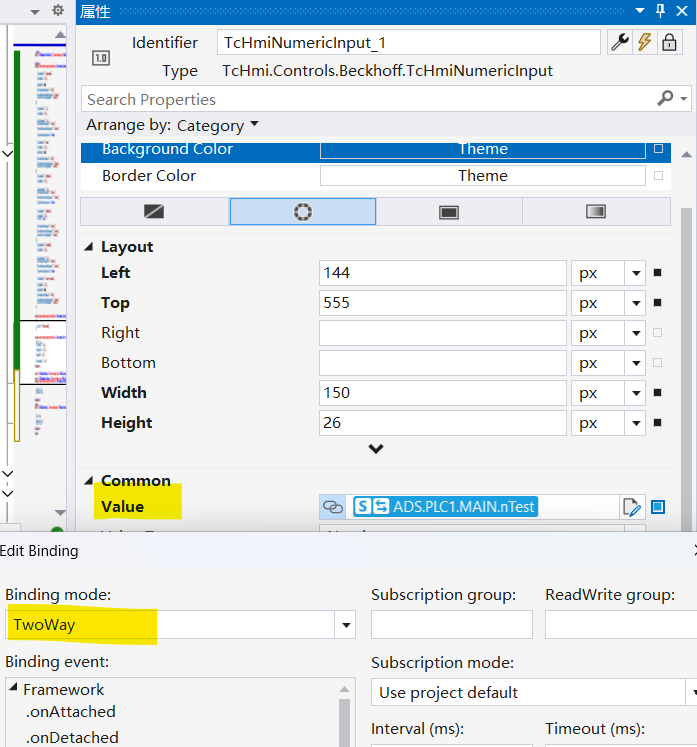 属性
Identifier TcHmiNumericInput_1
1.0
Type TcHmi.Controls.Beckhoff.TcHmiNumericInput
Search Properties
Arrange by: Category
Background Color Theme
Border Color Theme
Layout
Left 144 px
Top 555 px
Right px
Bottom px
Width 150 px
Height 26 px
Common
Value S ADS.PLC1.MAIN.nTest
Edit Binding
Binding mode: Subscription group: ReadWrite group:
TwoWay
Binding event: Subscription mode:
Framework Use project default
.onAttached
Interval (ms): Timeout (ms):
.onDetached